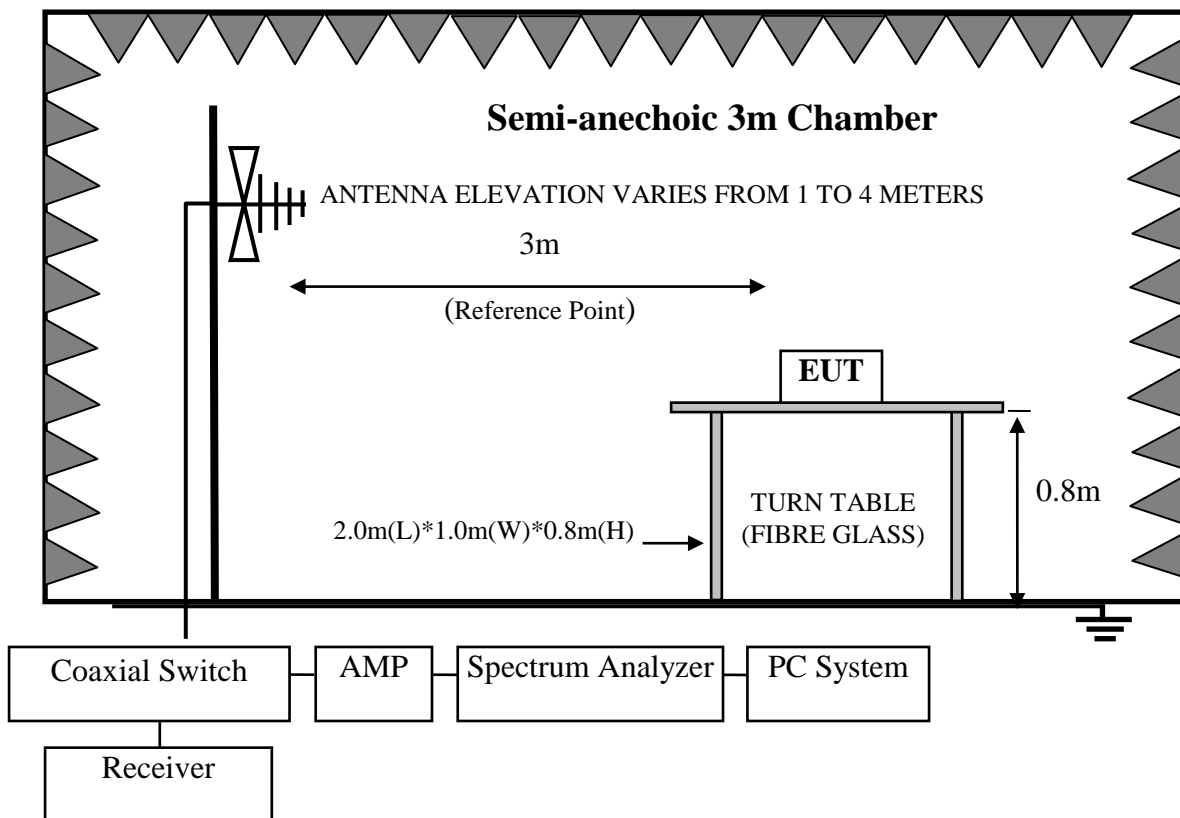 Semi-anechoic 3m Chamber
ANTENNA ELEVATION VARIES FROM 1 TO 4 METERS
3m
(Reference Point)
EUT
0.8m
TURN TABLE
(FIBRE GLASS)
2.0m(L)*1.0m(W)*0.8m(H)
Coaxial Switch
AMP
Spectrum Analyzer
PC System
Receiver